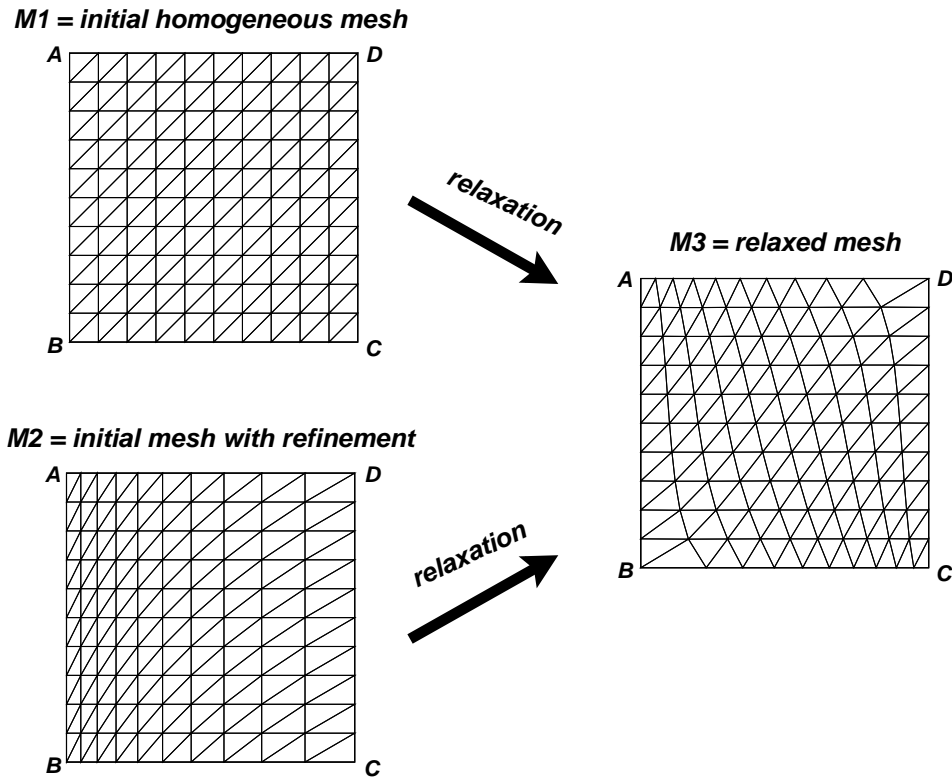 M1 = initial homogeneous mesh
A
D
B
C
relaxation
M3 = relaxed mesh
A
D
B
C
M2 = initial mesh with refinement
A
D
B
C
relaxation